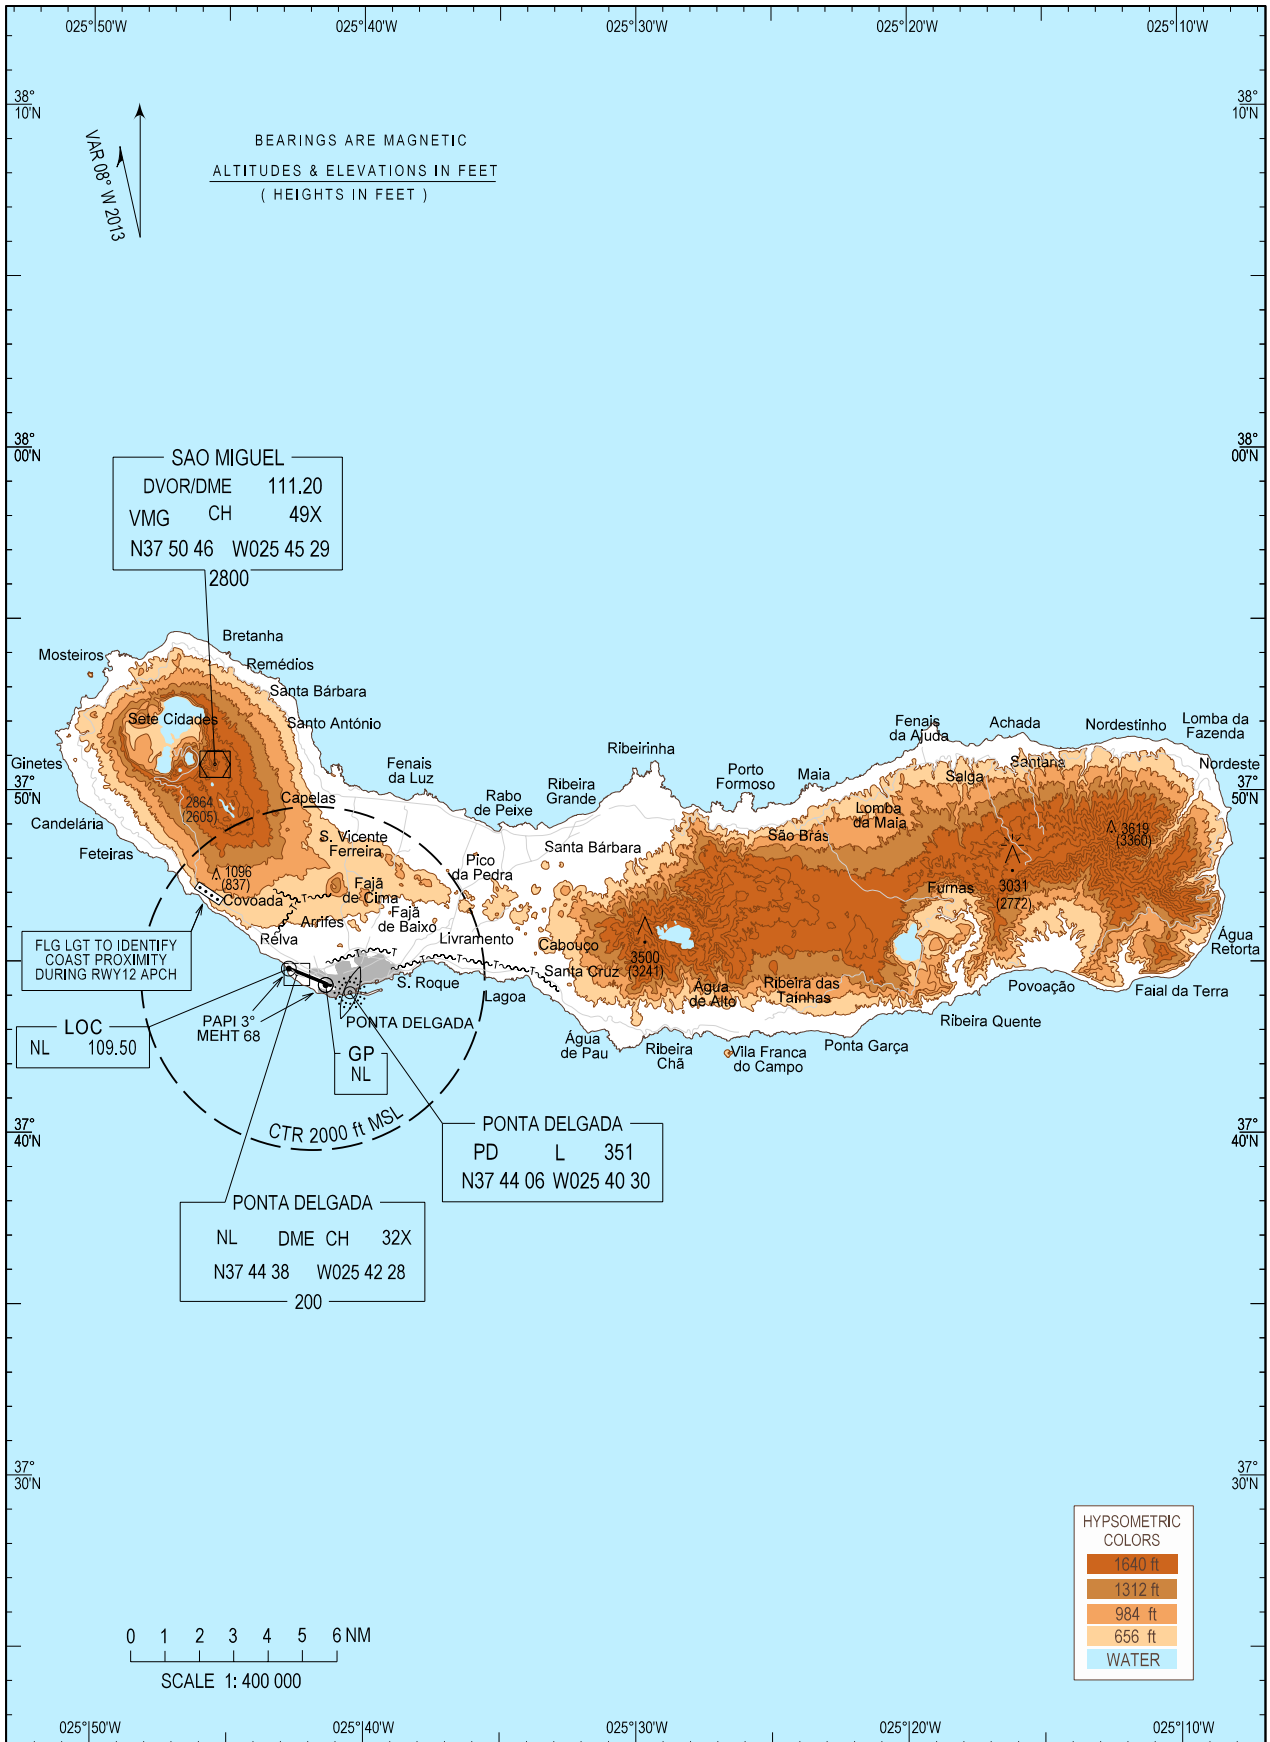 025°50'W
025°40'W
025°30'W
025°20'W
025°10'W
38°
10'N
38°
10'N
VAR 08° W 2013
BEARINGS ARE MAGNETIC
ALTITUDES & ELEVATIONS IN FEET
( HEIGHTS IN FEET )
38°
00'N
38°
00'N
SAO MIGUEL
DVOR/DME 111.20
VMG CH 49X
N37 50 46 W025 45 29
2800
Bretanha
Mosteiros
Remédios
Santa Bárbara
Sete Cidades
Santo António
Ginetes
37°
50'N
Fenais
da Luz
Capelas
2864
(2605)
Candelária
Feteiras
S. Vicente
Ferreira
1096
(837)
Covoada
Fajã
de Cima
Arrifes
Fajã
de Baixo
Relva
Rabo
de Peixe
Ribeira
Grande
Ribeirinha
Santa Bárbara
Pico
da Pedra
Livramento
Cabouço
Santa Cruz
S. Roque
Lagoa
3500
(3241)
Água
de Pau
Ribeira
Chã
Água
de Alto
Vila Franca
do Campo
Ribeira das
Taínhas
Ponta Garça
Porto
Formoso
Maia
São Brás
Lomba
da Maia
Fenais
da Ajuda
Achada
Salga
Santana
Nordestinho
Lomba da
Fazenda
Nordeste
37°
50'N
3619
(3360)
Furnas
3031
(2772)
Água
Retorta
Povoação
Faial da Terra
Ribeira Quente
FLG LGT TO IDENTIFY
COAST PROXIMITY
DURING RWY12 APCH
LOC
NL 109.50
PAPI 3°
MEHT 68
PONTA DELGADA
GP
NL
CTR 2000 ft MSL
PONTA DELGADA
PD L 351
N37 44 06 W025 40 30
37°
40'N
37°
40'N
PONTA DELGADA
NL DME CH 32X
N37 44 38 W025 42 28
200
37°
30'N
37°
30'N
HYPSOMETRIC
COLORS
1640 ft
1312 ft
984 ft
656 ft
WATER
0 1 2 3 4 5 6 NM
SCALE 1: 400 000
025°50'W
025°40'W
025°30'W
025°20'W
025°10'W